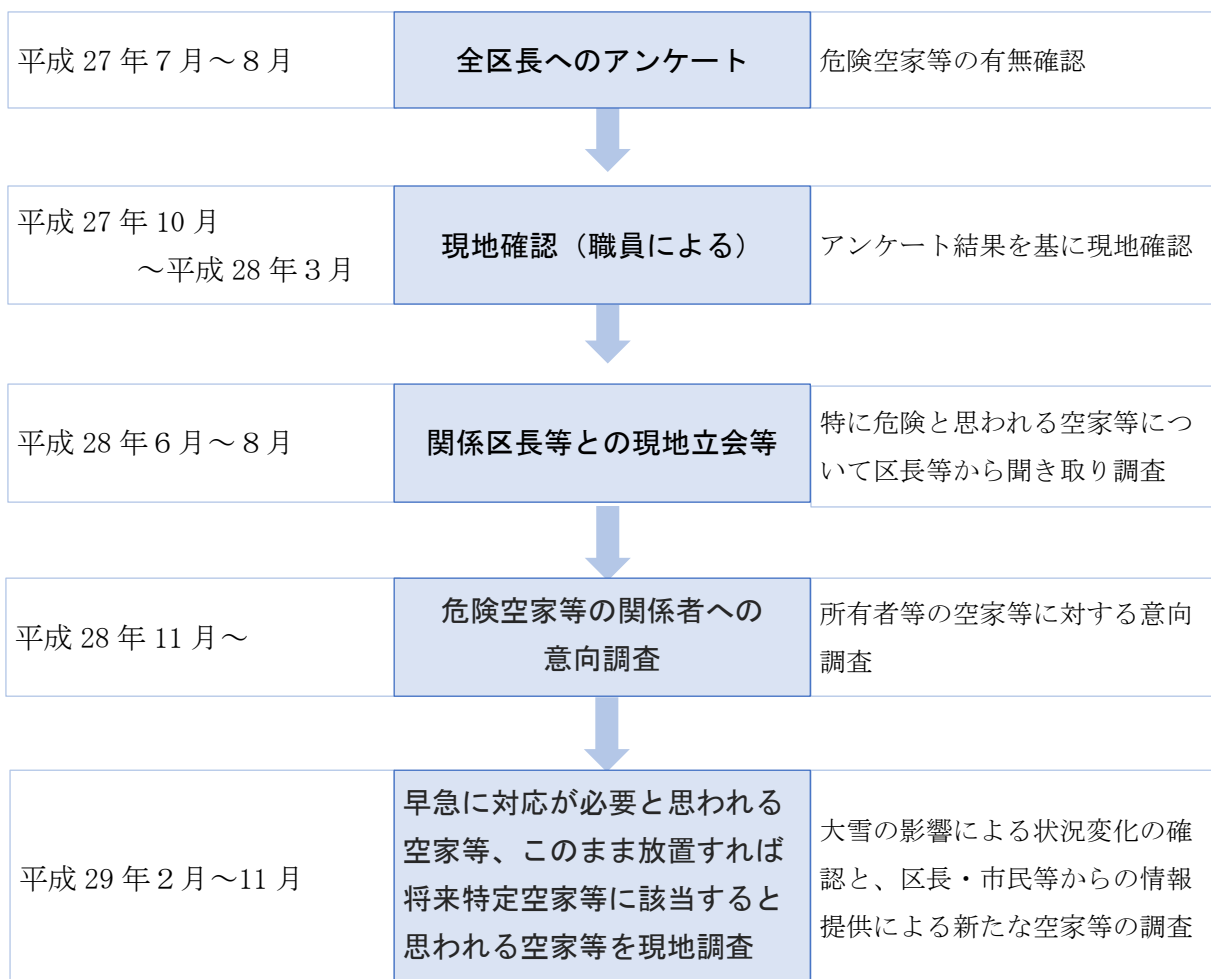 平成 27 年７月～８月
全区長へのアンケート
危険空家等の有無確認
平成 27 年 10 月
～平成 28 年３月
現地確認（職員による）
アンケート結果を基に現地確認
平成 28 年６月～８月
関係区長等との現地立会等
特に危険と思われる空家等につ
いて区長等から聞き取り調査
平成 28 年 11 月～
危険空家等の関係者への
意向調査
所有者等の空家等に対する意向
調査
平成 29 年２月～11 月
早急に対応が必要と思われる
空家等、このまま放置すれば
将来特定空家等に該当すると
思われる空家等を現地調査
大雪の影響による状況変化の確
認と、区長・市民等からの情報
提供による新たな空家等の調査